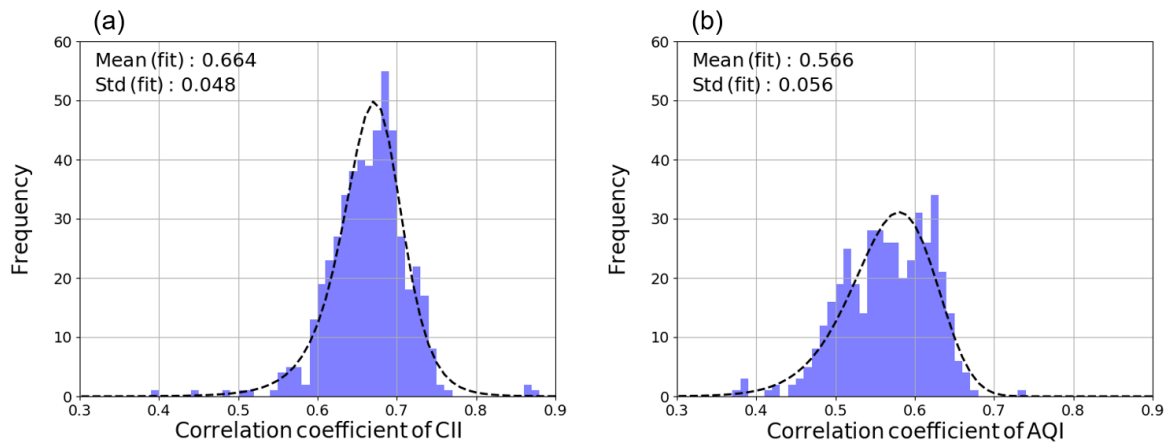 (a)
Mean (fit) : 0.664
Std (fit) : 0.048
Frequency
60
50
40
30
20
10
0
0.3 0.4 0.5 0.6 0.7 0.8 0.9
Correlation coefficient of CII
(b)
Mean (fit) : 0.566
Std (fit) : 0.056
Frequency
60
50
40
30
20
10
0
0.3 0.4 0.5 0.6 0.7 0.8 0.9
Correlation coefficient of AQI